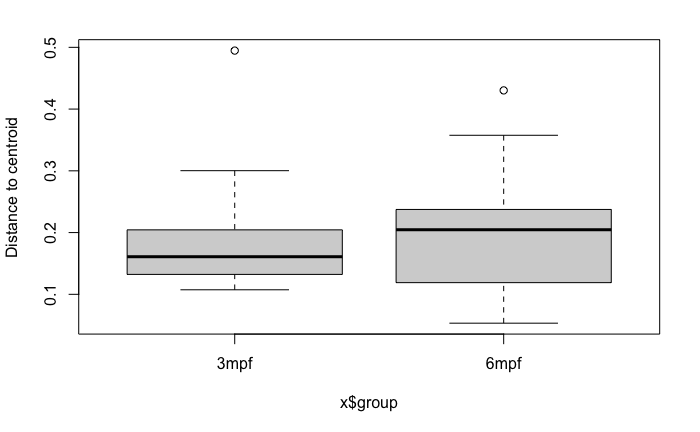 Distance to centroid
0.5
0.4
0.3
0.2
0.1
3mpf
6mpf
x$group